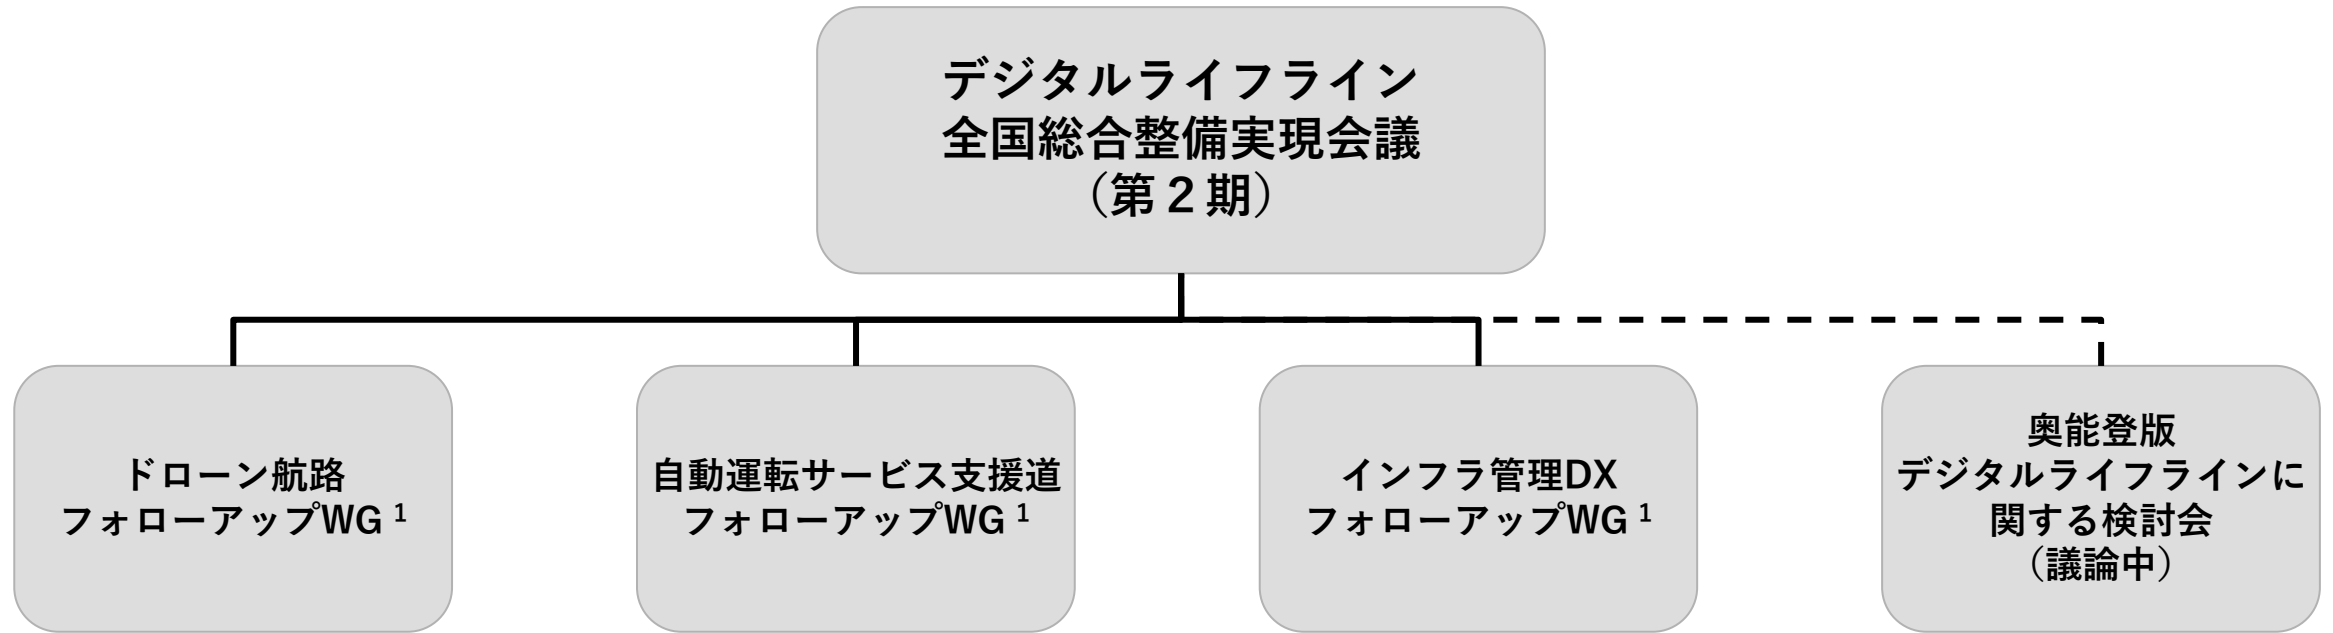 デジタルライフライン
全国総合整備実現会議
（第２期）
ドローン航路
フォローアップWG 1
自動運転サービス支援道
フォローアップWG 1
インフラ管理DX
フォローアップWG 1
奥能登版
デジタルライフラインに
関する検討会
（議論中）